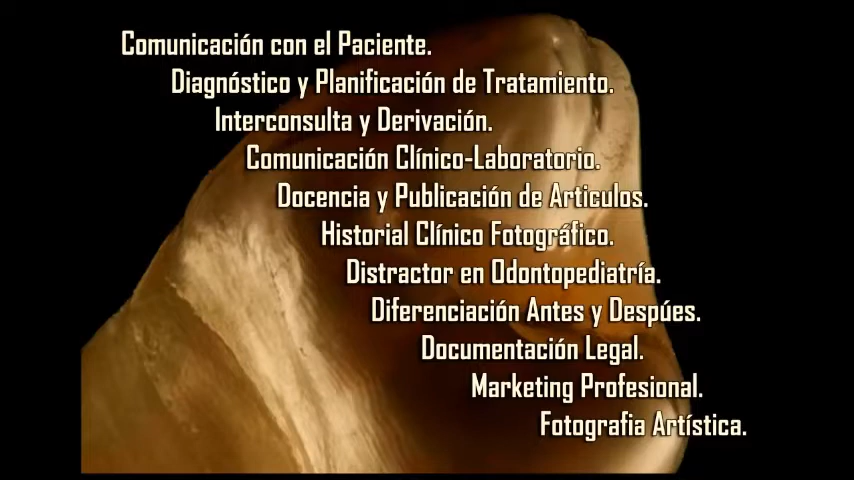 Comunicación con el Paciente.
Diagnóstico y Planificación de Tratamiento.
Interconsulta y Derivación.
Comunicación Clínico-Laboratorio.
Docencia y Publicación de Articulos.
Historial Clínico Fotográfico.
Distractor en Odontopediatría.
Diferenciación Antes y Despúes.
Documentación Legal.
Marketing Profesional.
Fotografia Artística.